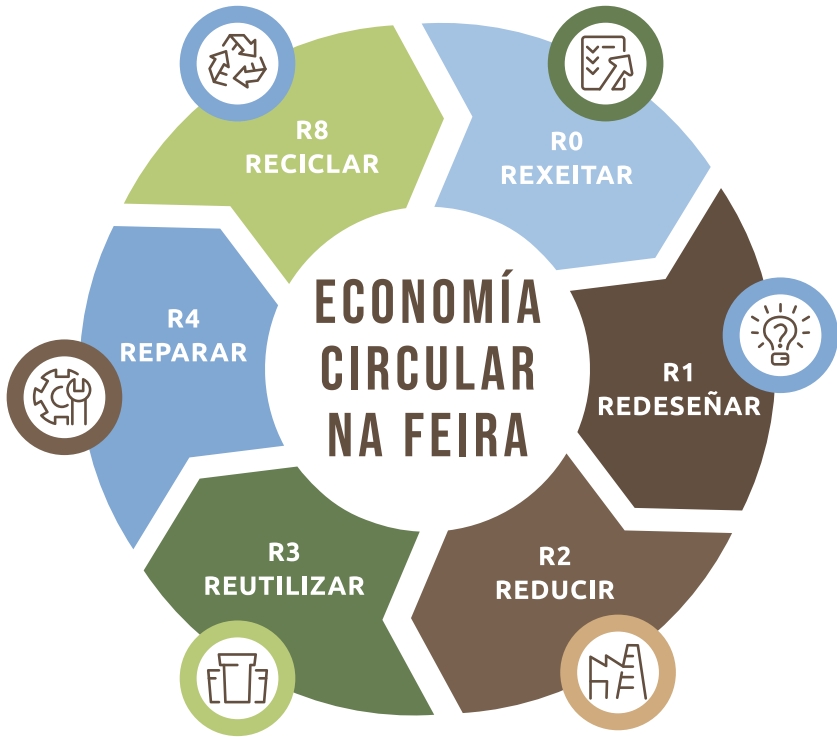 ECONOMÍA
CIRCULAR
NA FEIRA
R0
REXEITAR
R1
REDESEÑAR
R2
REDUCIR
R3
REUTILIZAR
R4
REPARAR
R8
RECICLAR